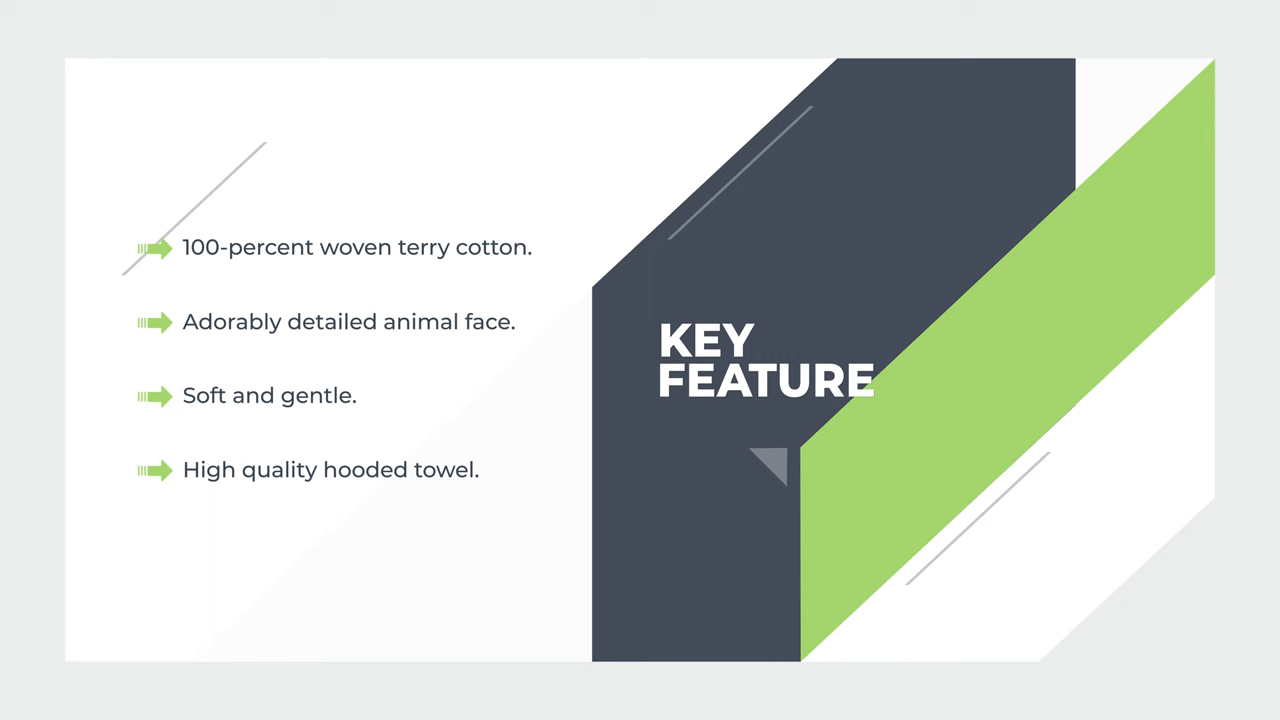 100-percent woven terry cotton.
Adorably detailed animal face.
Soft and gentle.
High quality hooded towel.
KEY
FEATURE